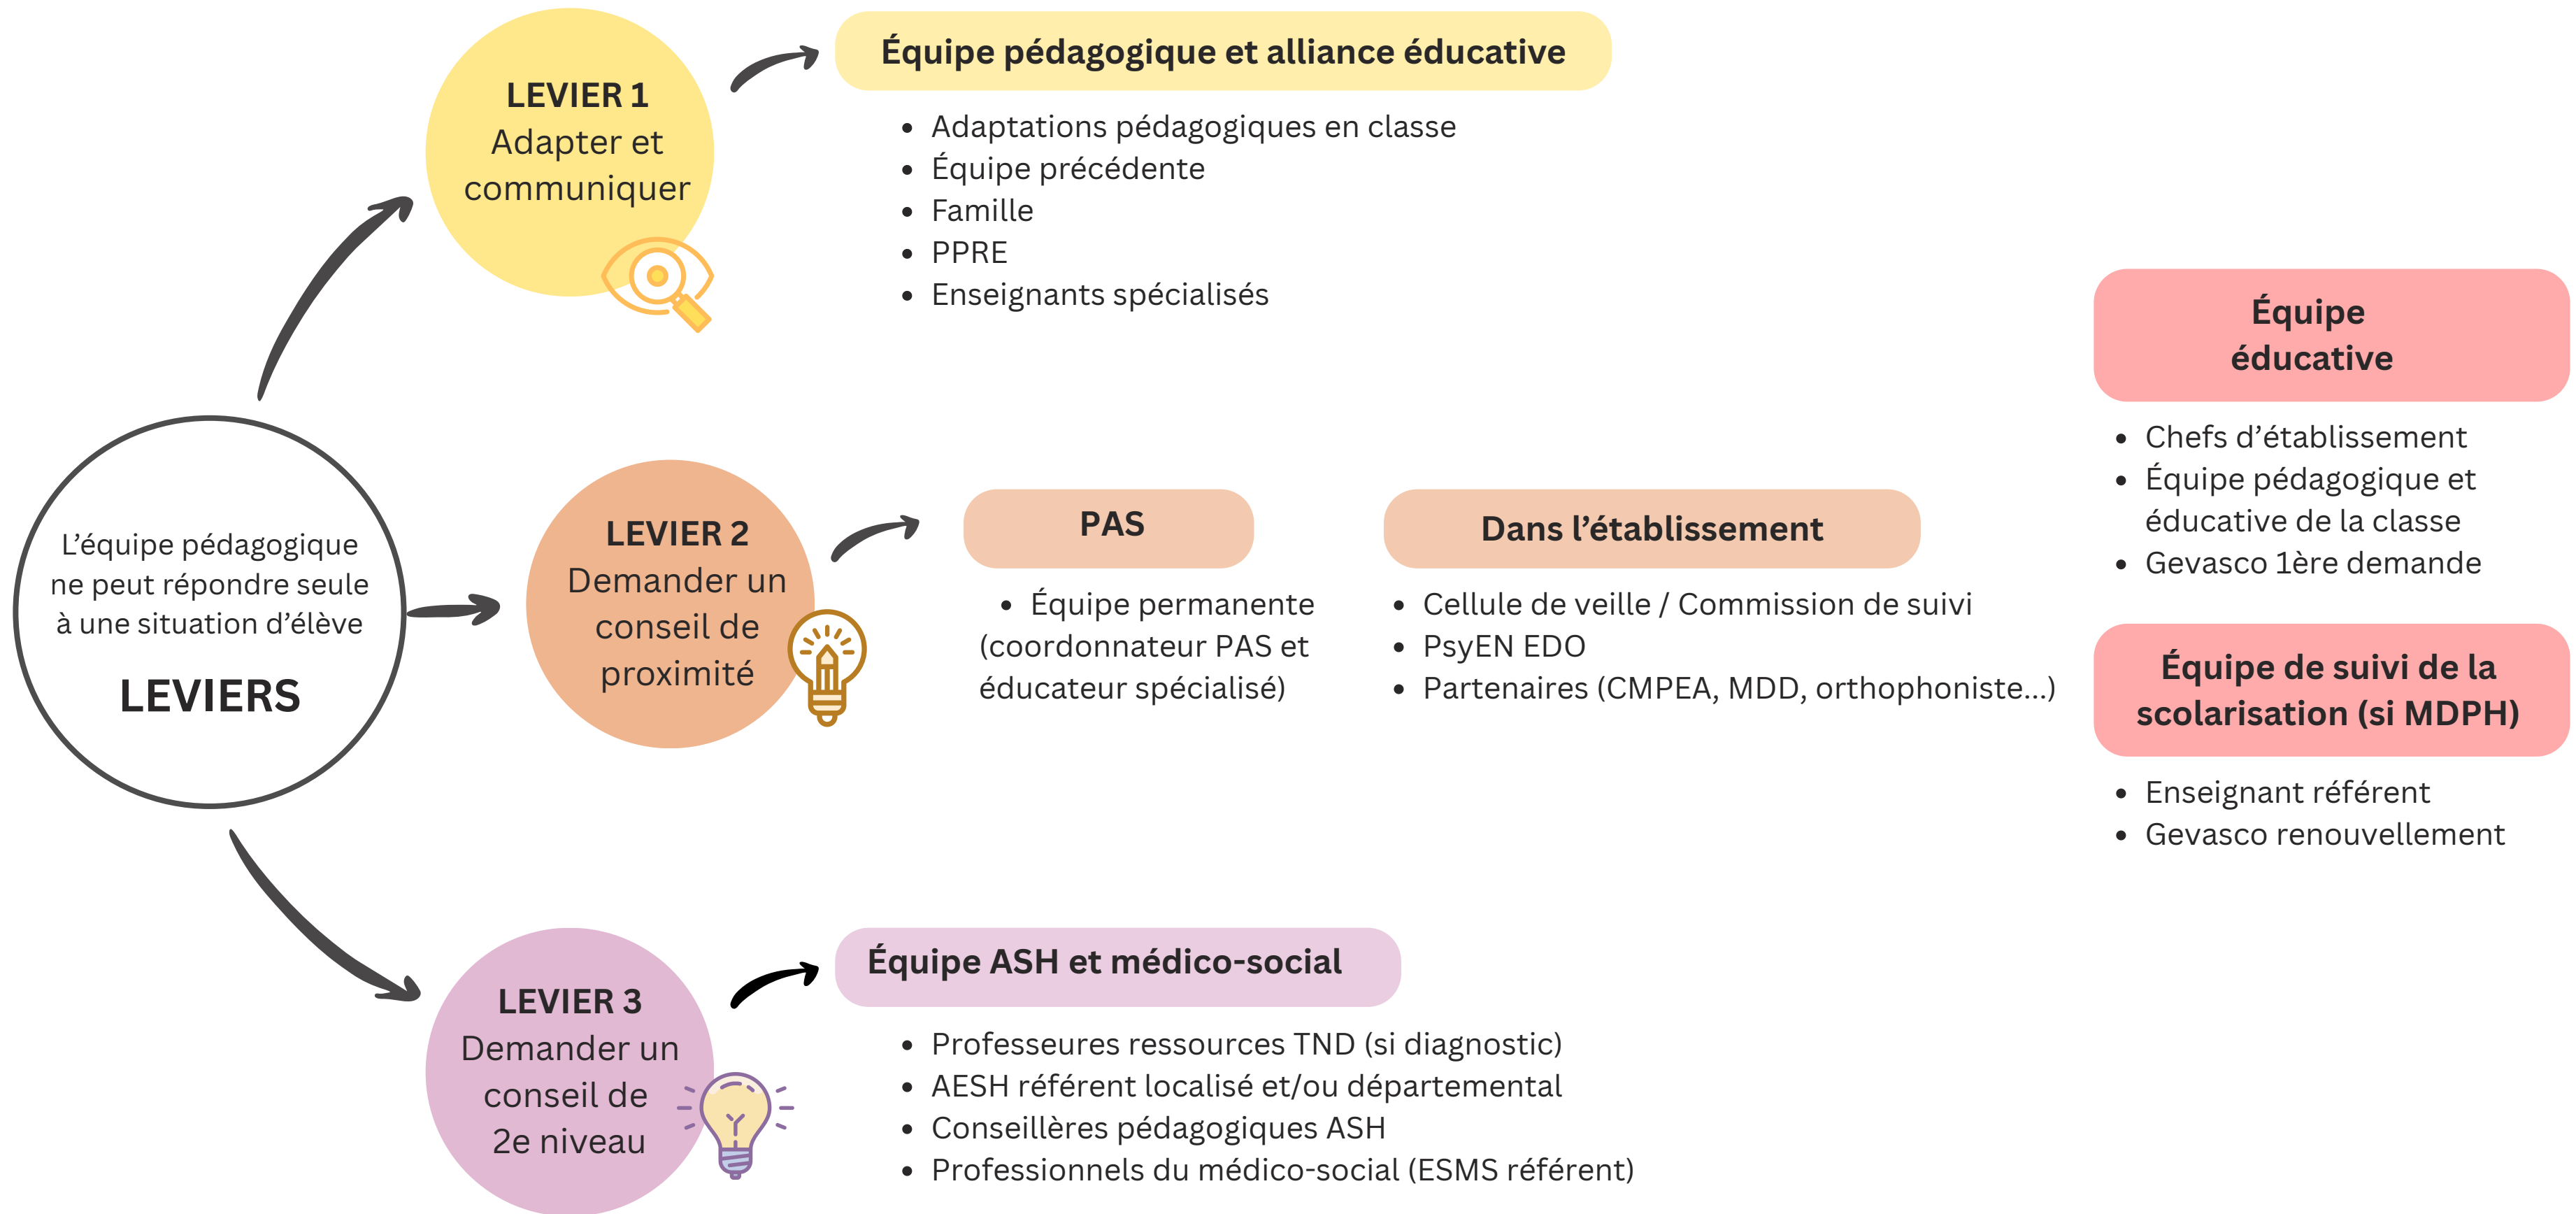 L’équipe pédagogique
ne peut répondre seule
à une situation d’élève
LEVIERS
LEVIER 1
Adapter et
communiquer
Équipe pédagogique et alliance éducative
• Adaptations pédagogiques en classe
• Équipe précédente
• Famille
• PPRE
• Enseignants spécialisés
LEVIER 2
Demander un
conseil de
proximité
PAS
• Équipe permanente
(coordonnateur PAS et
éducateur spécialisé)
Dans l’établissement
• Cellule de veille / Commission de suivi
• PsyEN EDO
• Partenaires (CMPEA, MDD, orthophoniste...)
LEVIER 3
Demander un
conseil de
2e niveau
Équipe ASH et médico-social
• Professeures ressources TND (si diagnostic)
• AESH référent localisé et/ou départemental
• Conseillères pédagogiques ASH
• Professionnels du médico-social (ESMS référent)
Équipe
éducative
• Chefs d’établissement
• Équipe pédagogique et
éducative de la classe
• Gevasco 1ère demande
Équipe de suivi de la
scolarisation (si MDPH)
• Enseignant référent
• Gevasco renouvellement